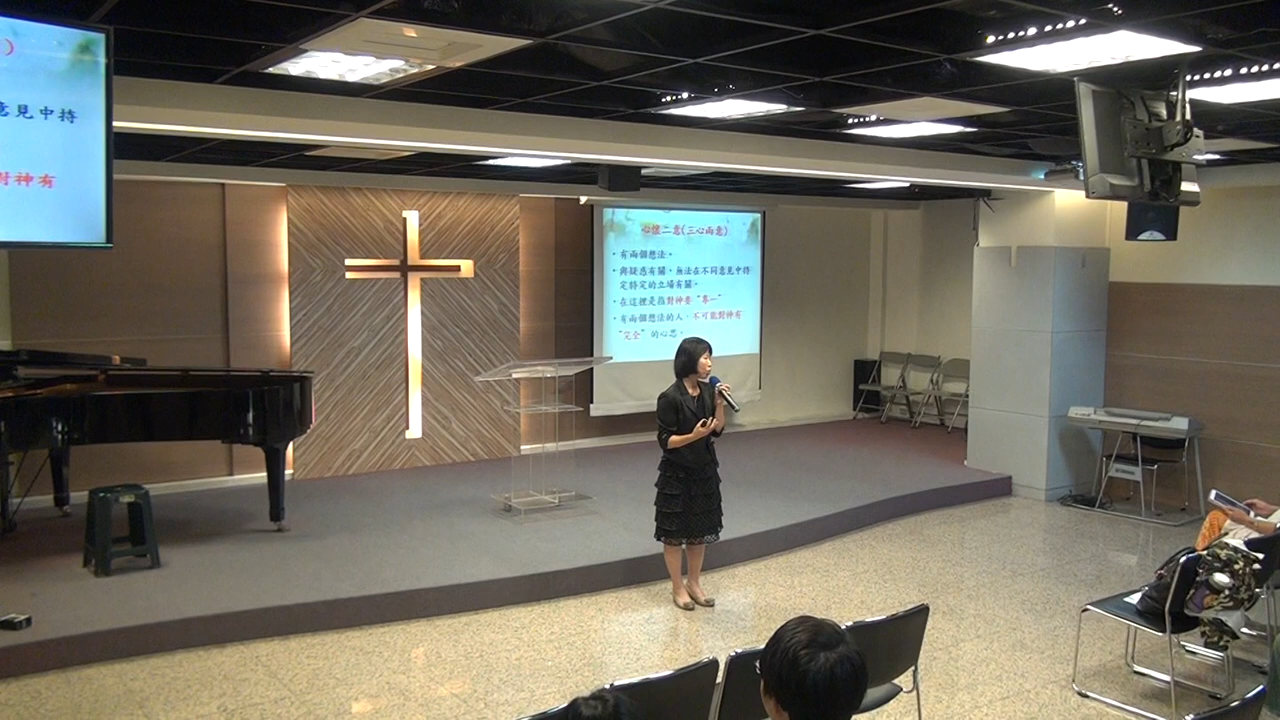 ）
意見中持
對神有
心懷二意(三心兩意)
・有兩個想法。
・與疑惑有關，無法在不同意見中持
定特定的立場有關。
・在這裡是指對神要“專一”
・有兩個想法的人，不可能對神有
“完全”的心思。